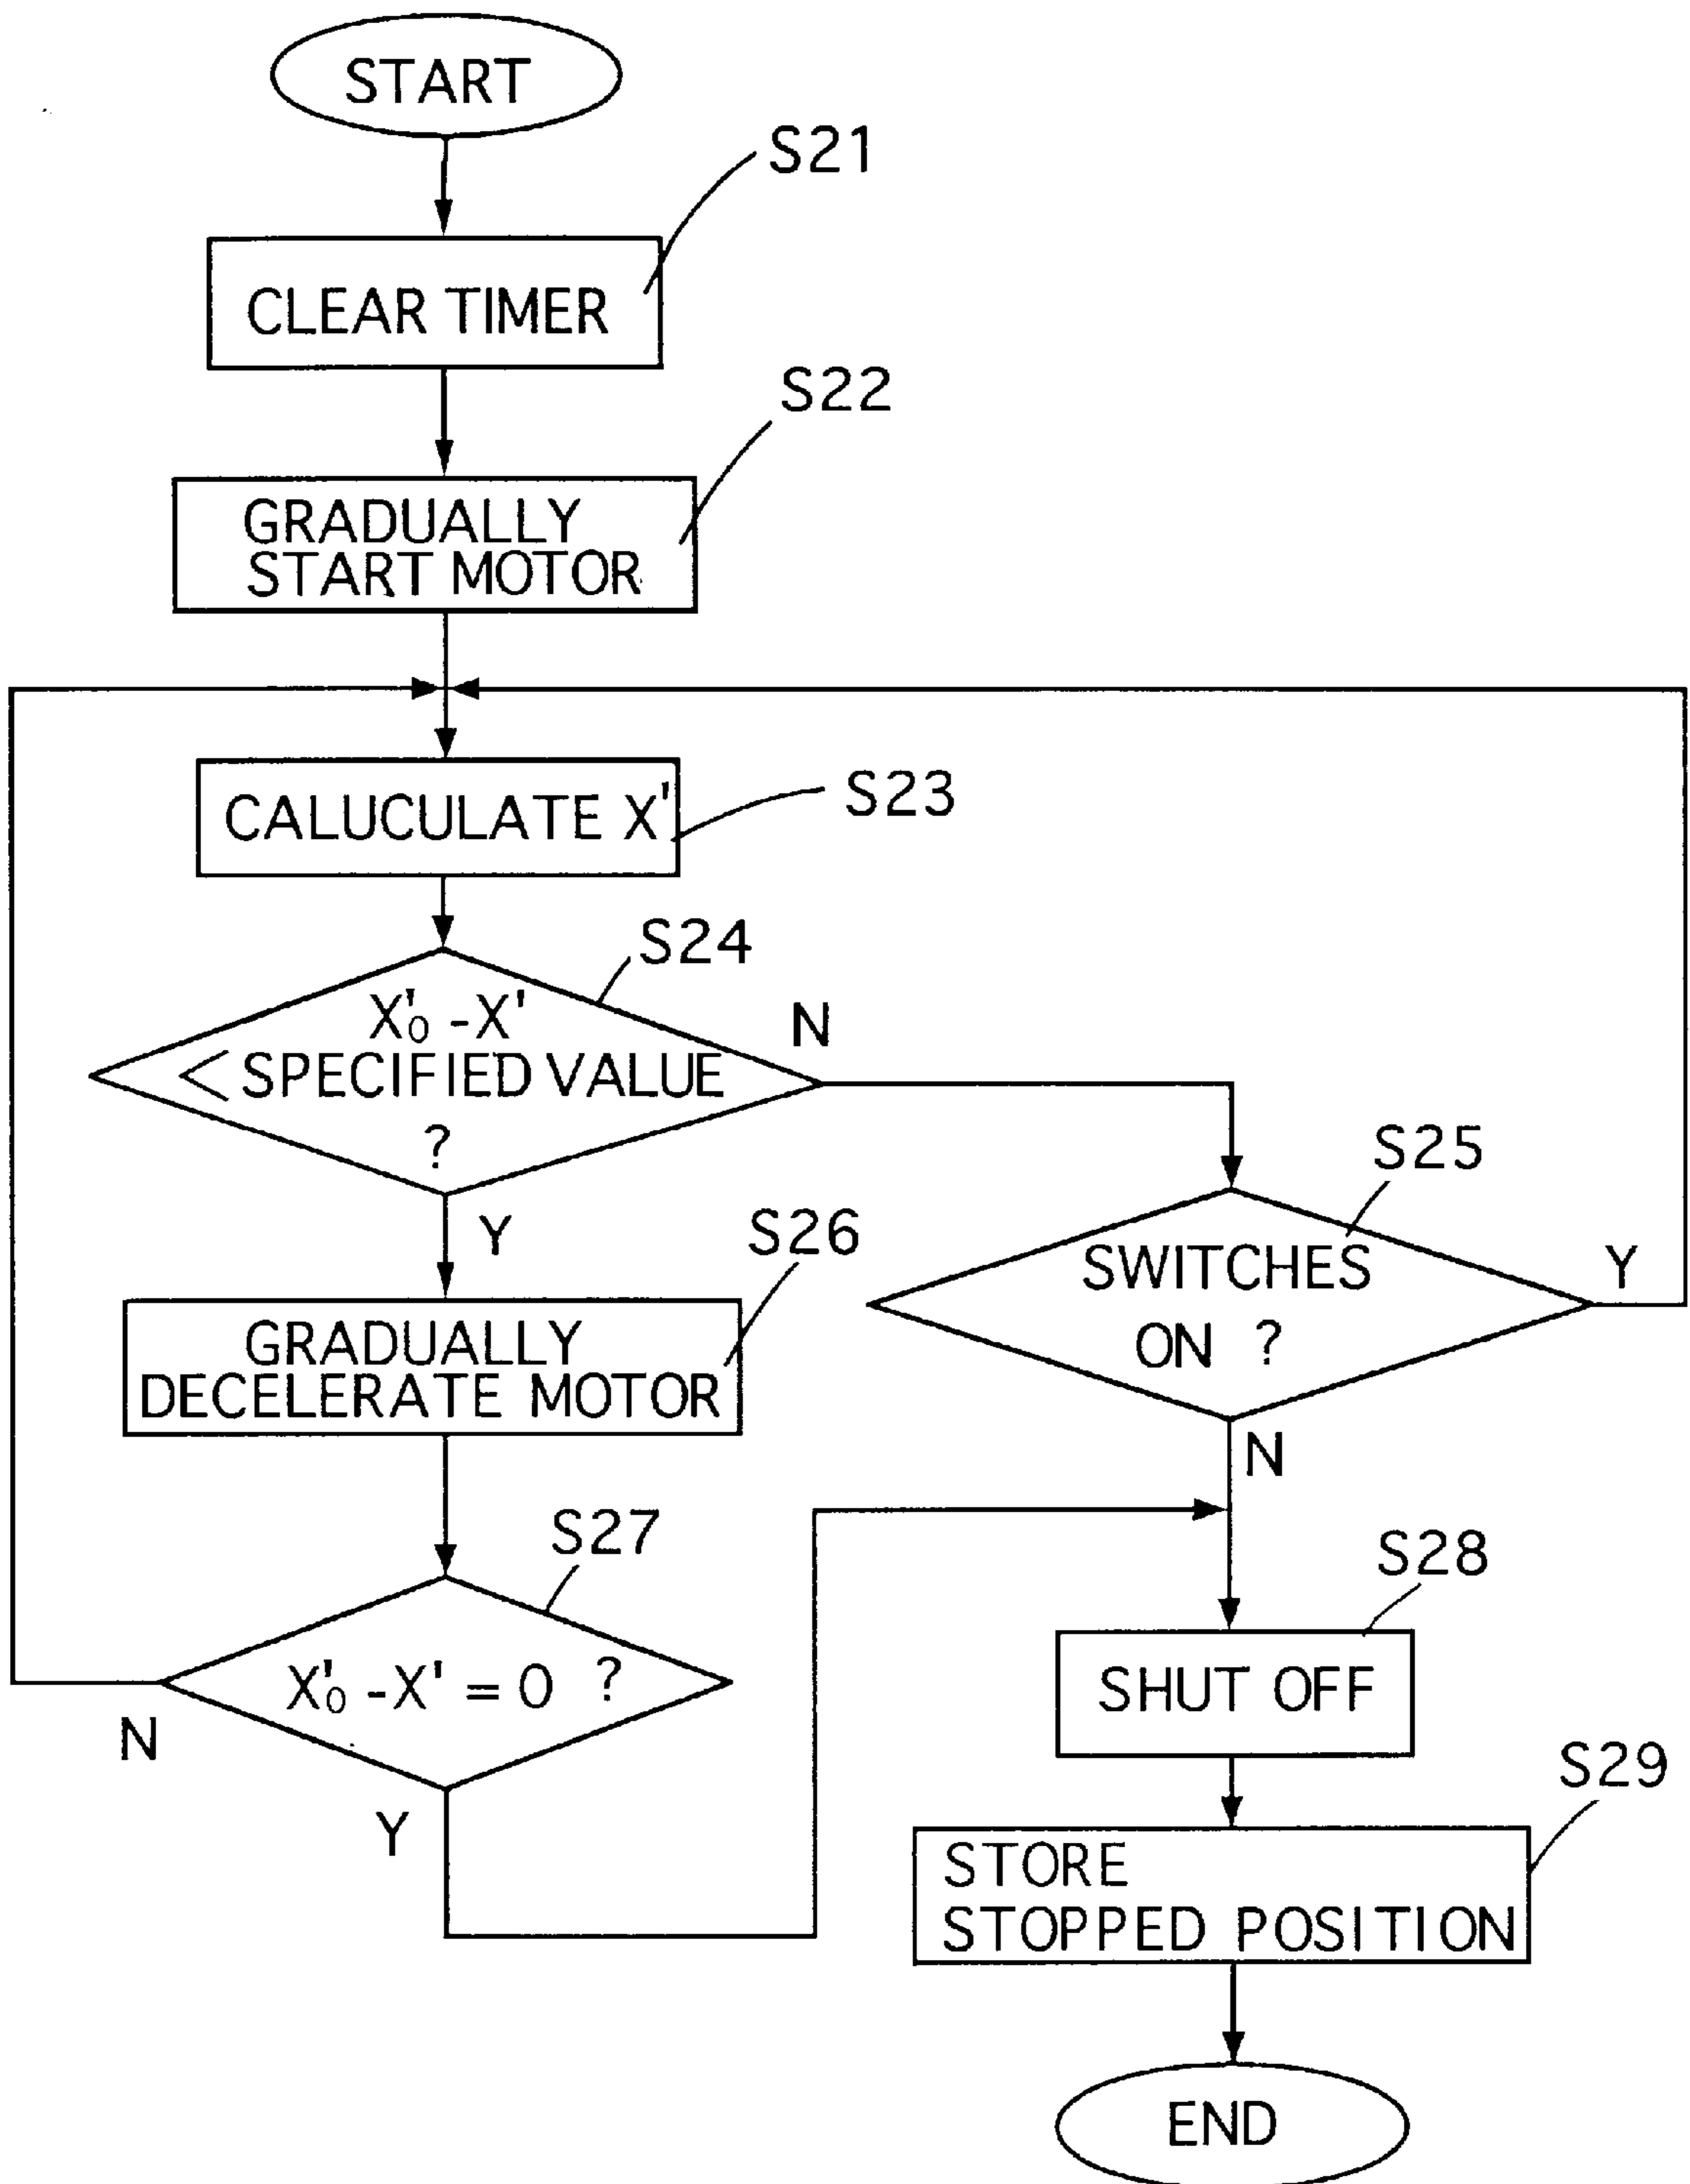 START
S21
CLEAR TIMER
S22
GRADUALLY
START MOTOR
CALUCULATE X'
S23
S24
X'₀ -X'
< SPECIFIED VALUE
?
N
Y
S25
SWITCHES
ON ?
Y
N
S26
GRADUALLY
DECELERATE MOTOR
S27
X'₀ -X' = 0 ?
N
Y
S28
SHUT OFF
S29
STORE
STOPPED POSITION
END